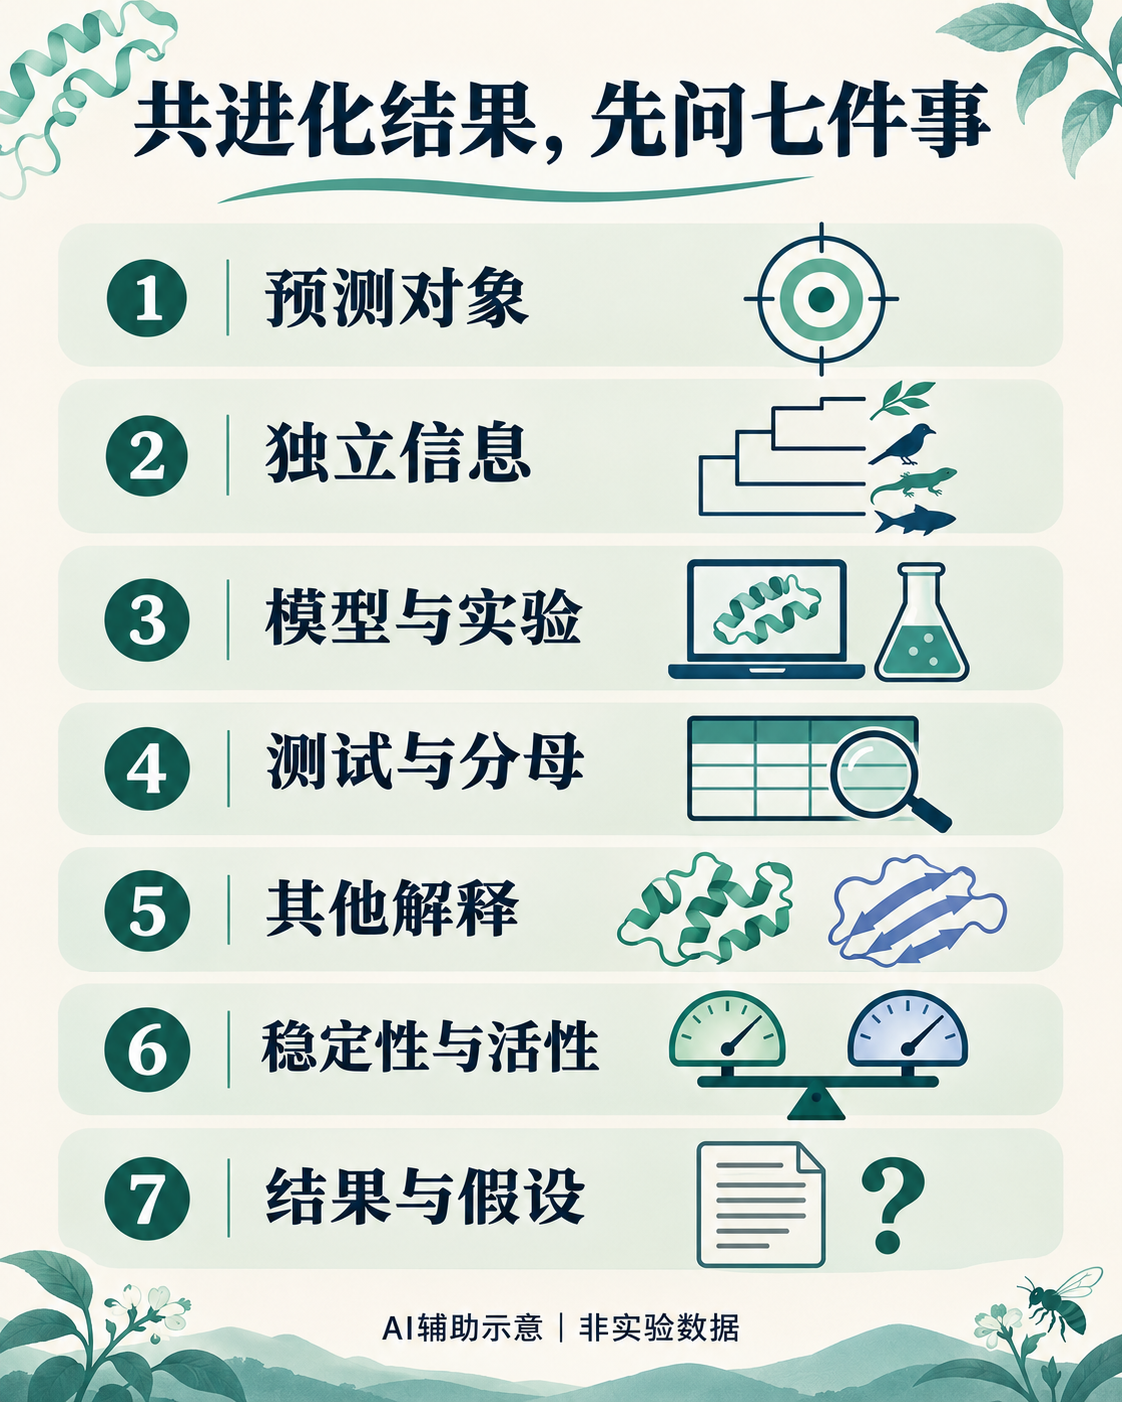 共进化结果，先问七件事
1 预测对象
2 独立信息
3 模型与实验
4 测试与分母
5 其他解释
6 稳定性与活性
7 结果与假设
?
AI辅助示意｜非实验数据